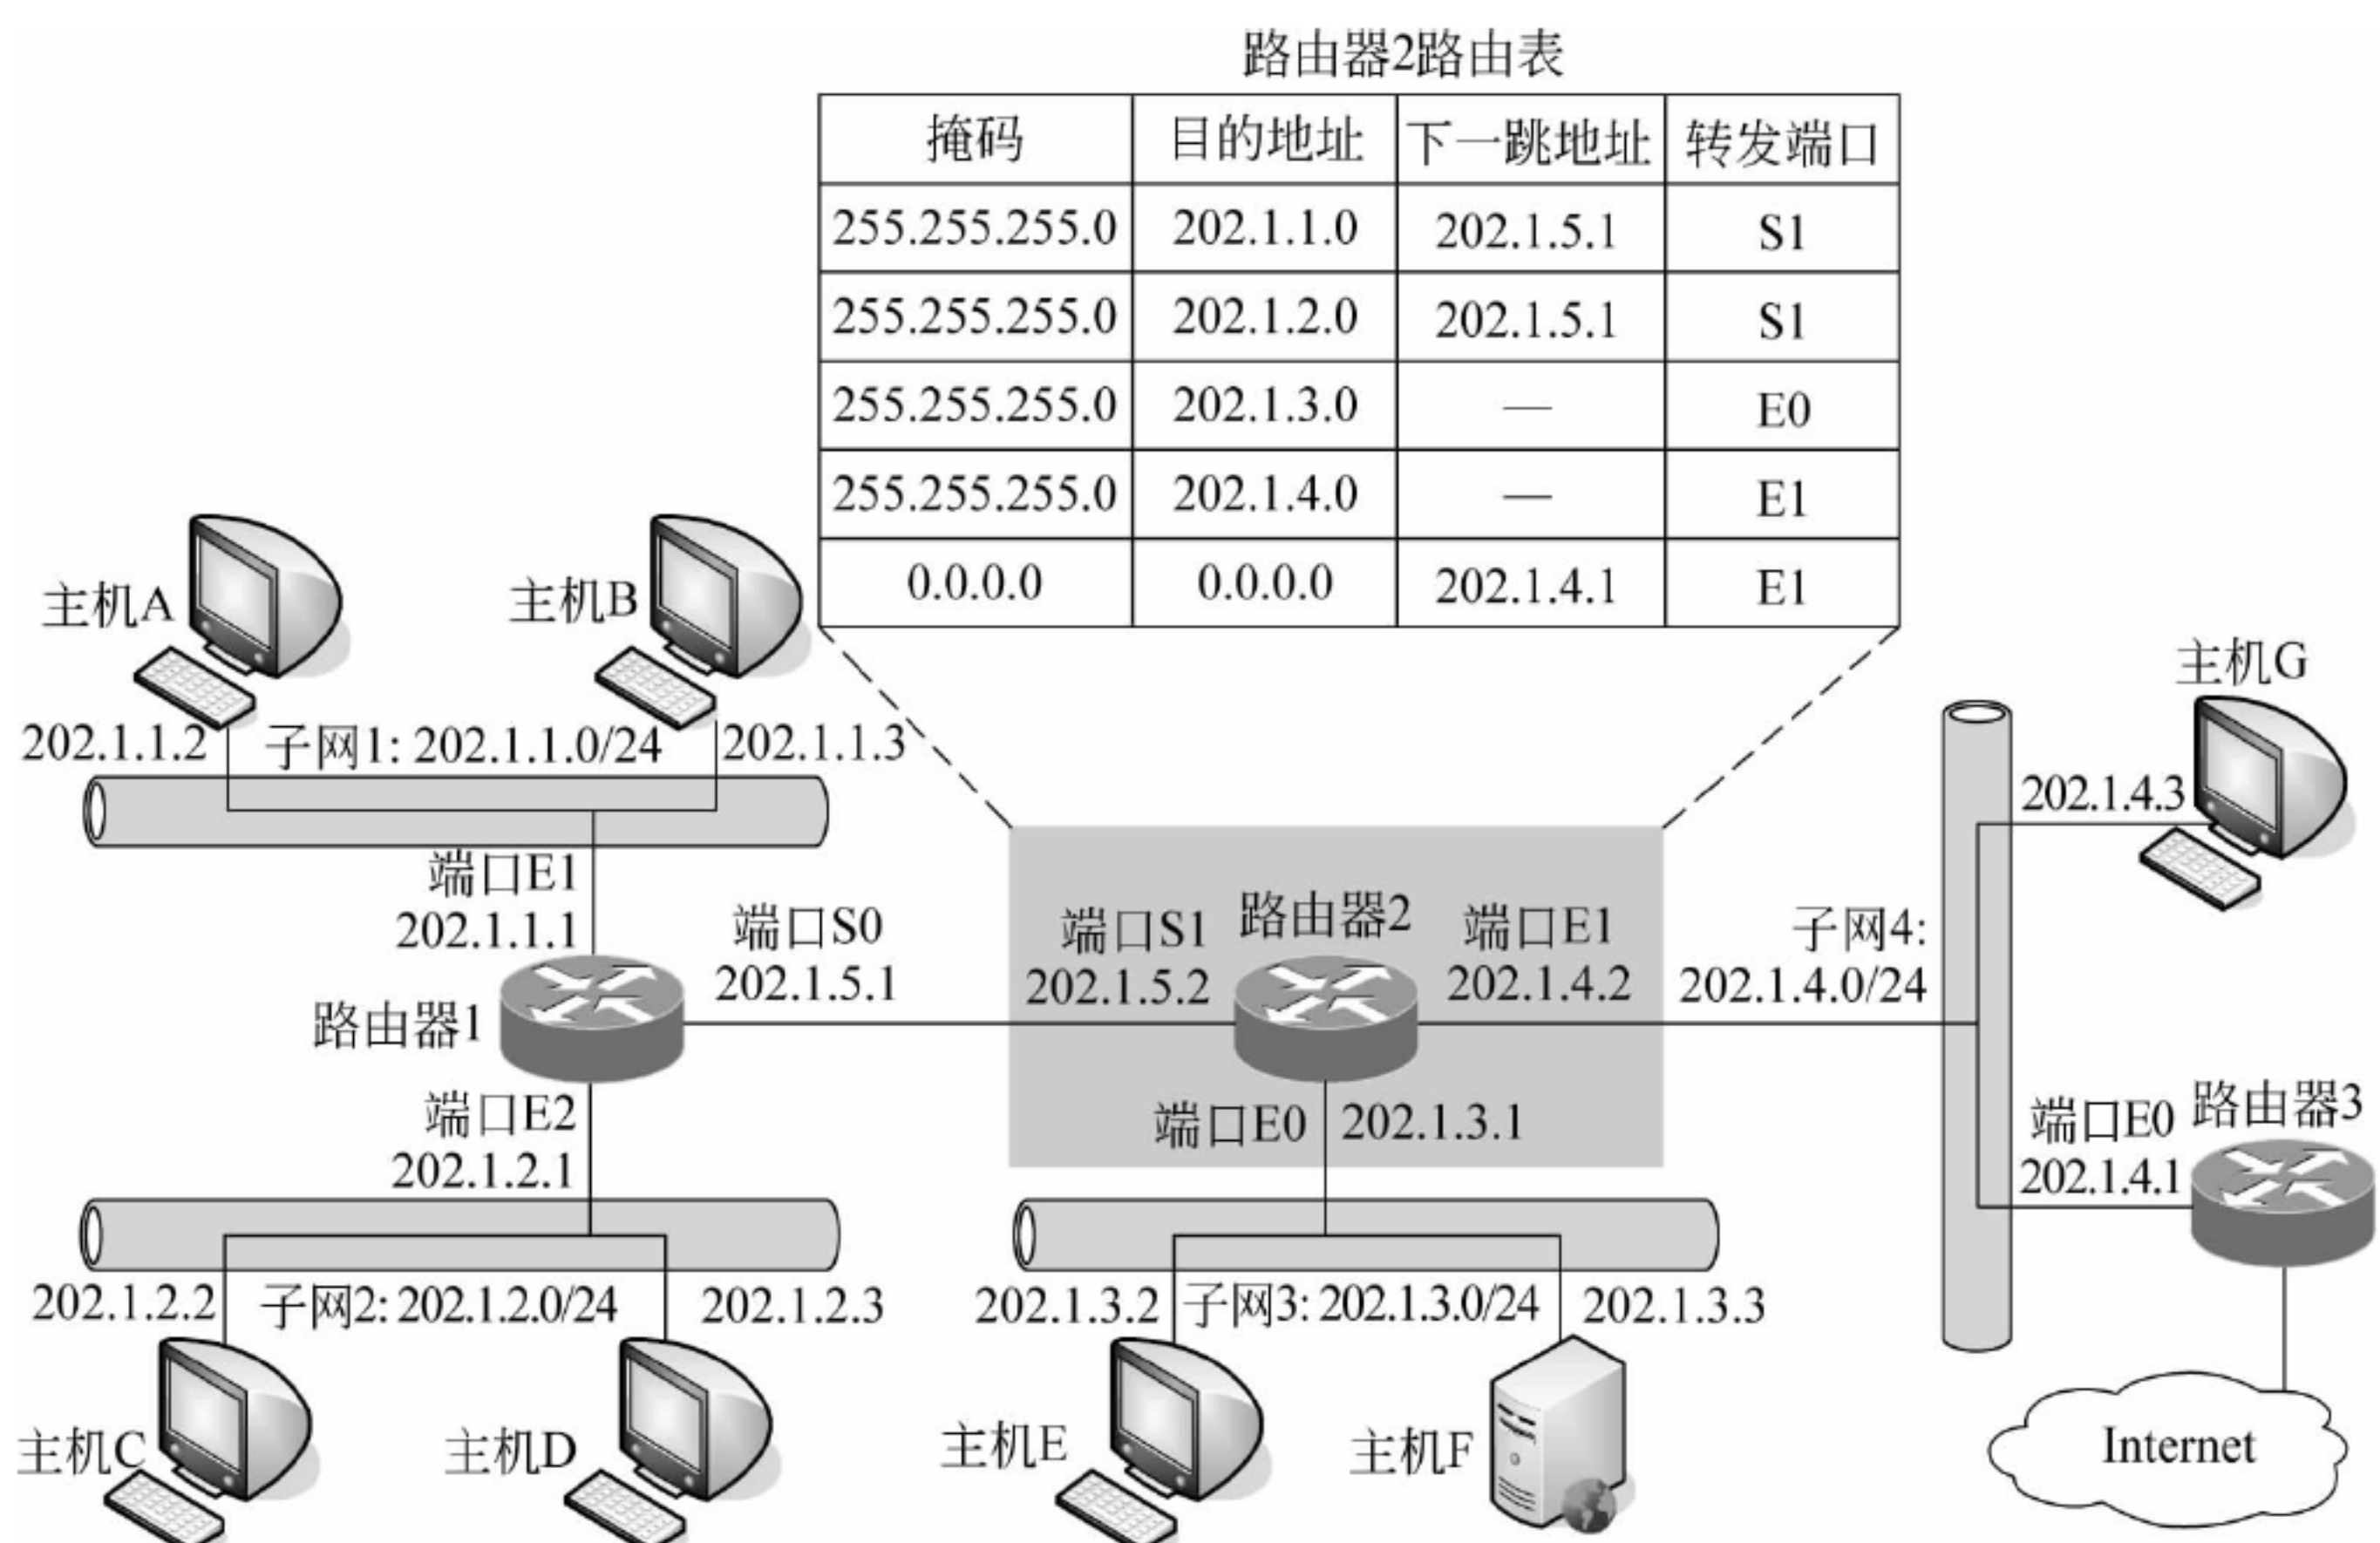 路由器2路由表
掩码 目的地址 下一跳地址 转发端口
255.255.255.0 202.1.1.0 202.1.5.1 S1
255.255.255.0 202.1.2.0 202.1.5.1 S1
255.255.255.0 202.1.3.0 — E0
255.255.255.0 202.1.4.0 — E1
0.0.0.0 0.0.0.0 202.1.4.1 E1
主机A
主机B
主机G
202.1.1.2
子网1: 202.1.1.0/24
202.1.1.3
202.1.4.3
端口E1
202.1.1.1
端口S0
202.1.5.1
端口S1
202.1.5.2
路由器2
端口E1
202.1.4.2
子网4:
202.1.4.0/24
路由器1
端口E2
202.1.2.1
端口E0
202.1.3.1
端口E0
202.1.4.1
路由器3
202.1.2.2
子网2: 202.1.2.0/24
202.1.2.3
202.1.3.2
子网3: 202.1.3.0/24
202.1.3.3
主机C
主机D
主机E
主机F
Internet